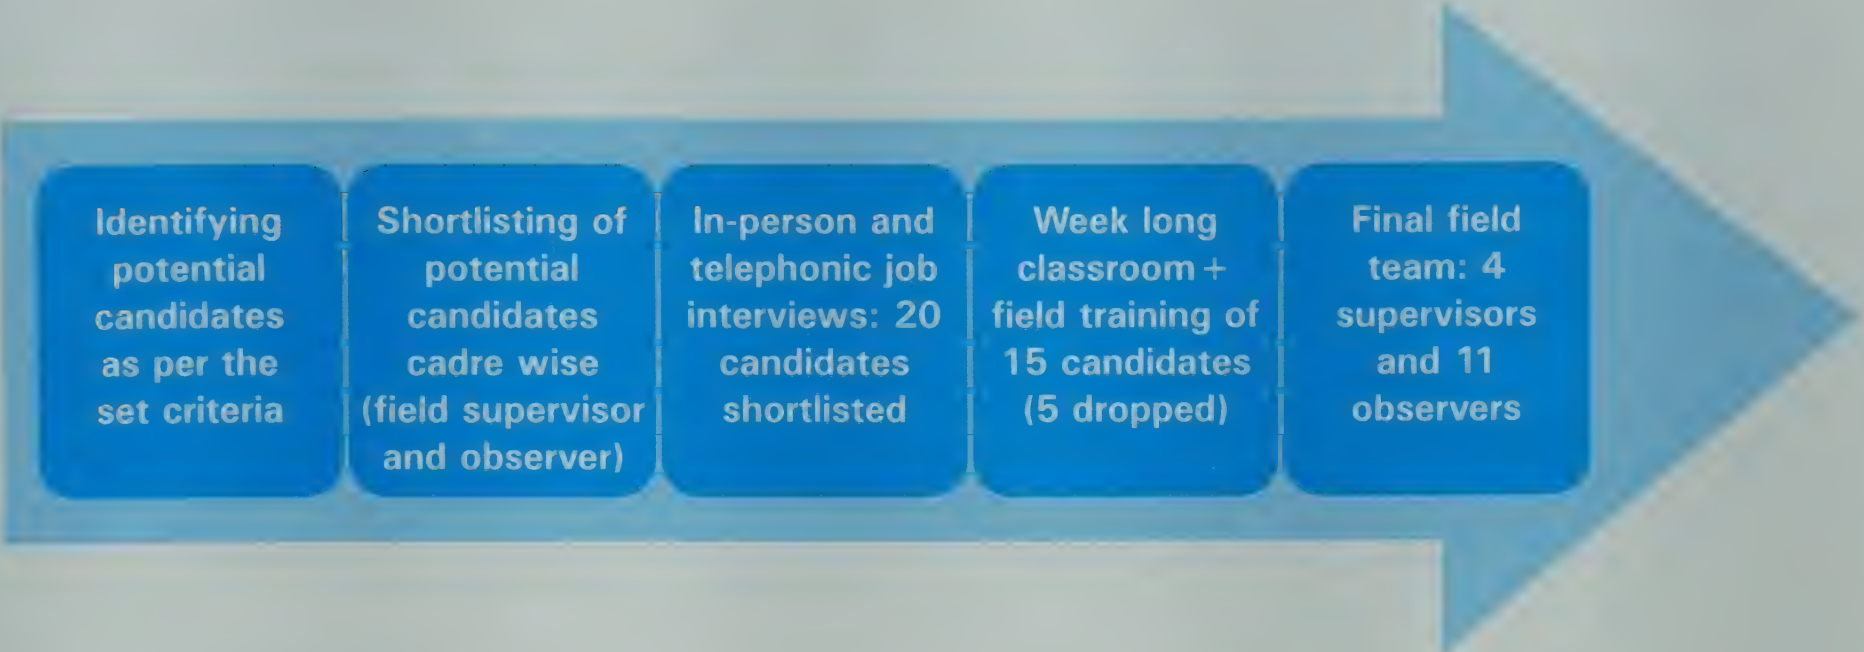 Identifying
potential
candidates
as per the
set criteria
Shortlisting of
potential
candidates
cadre wise
(field supervisor
and observer)
In-person and
telephonic job
interviews: 20
candidates
shortlisted
Week long
classroom +
field training of
15 candidates
(5 dropped)
Final field
team: 4
supervisors
and 11
observers